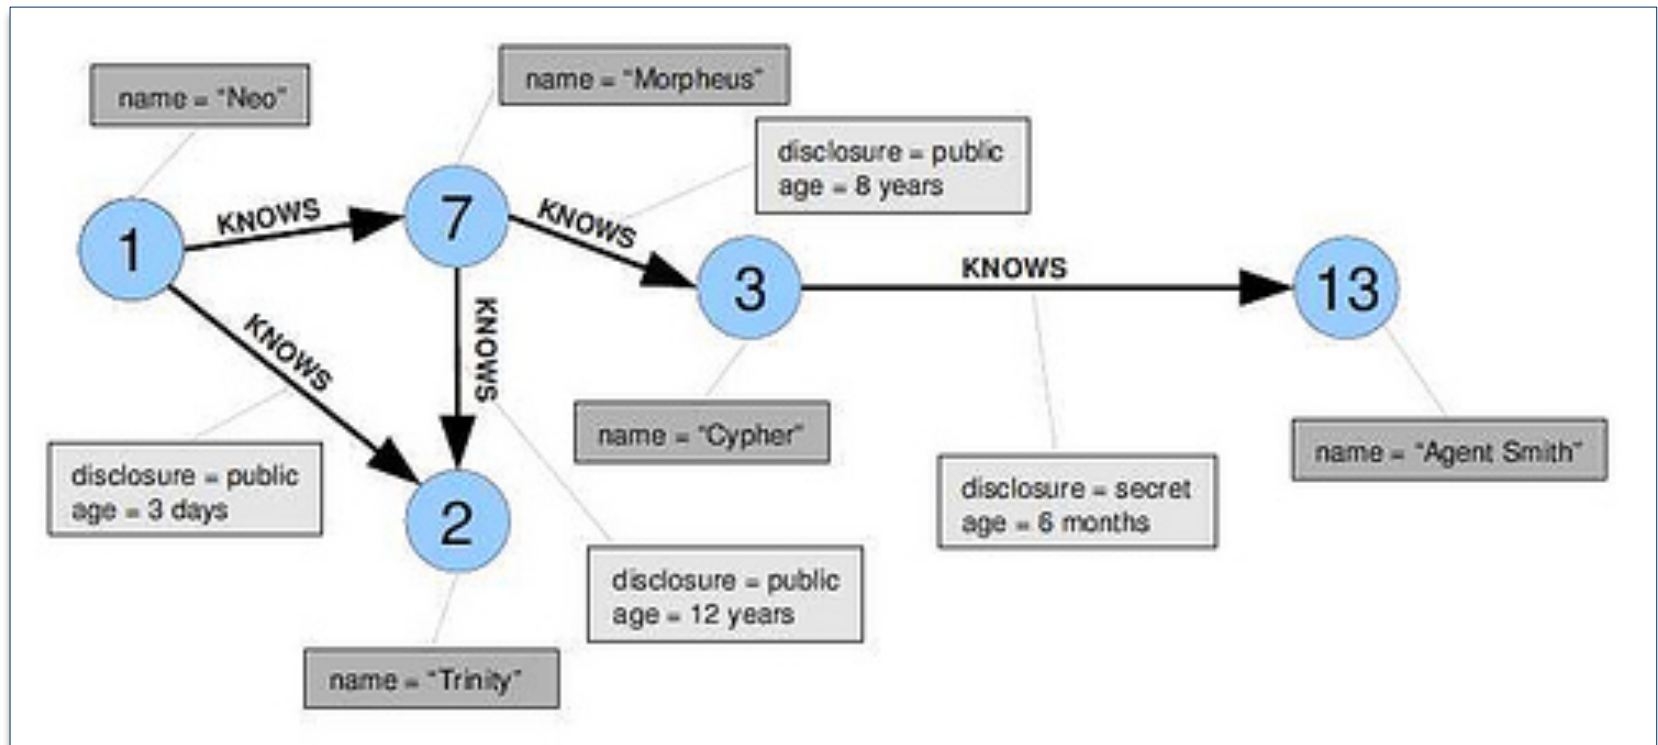 name = “Neo”
name = “Morpheus”
disclosure = public
age = 8 years
1
KNOWS
7
KNOWS
3
KNOWS
13
KNOWS
KNOWS
name = “Cypher”
name = “Agent Smith”
disclosure = public
age = 3 days
disclosure = secret
age = 6 months
2
disclosure = public
age = 12 years
name = “Trinity”